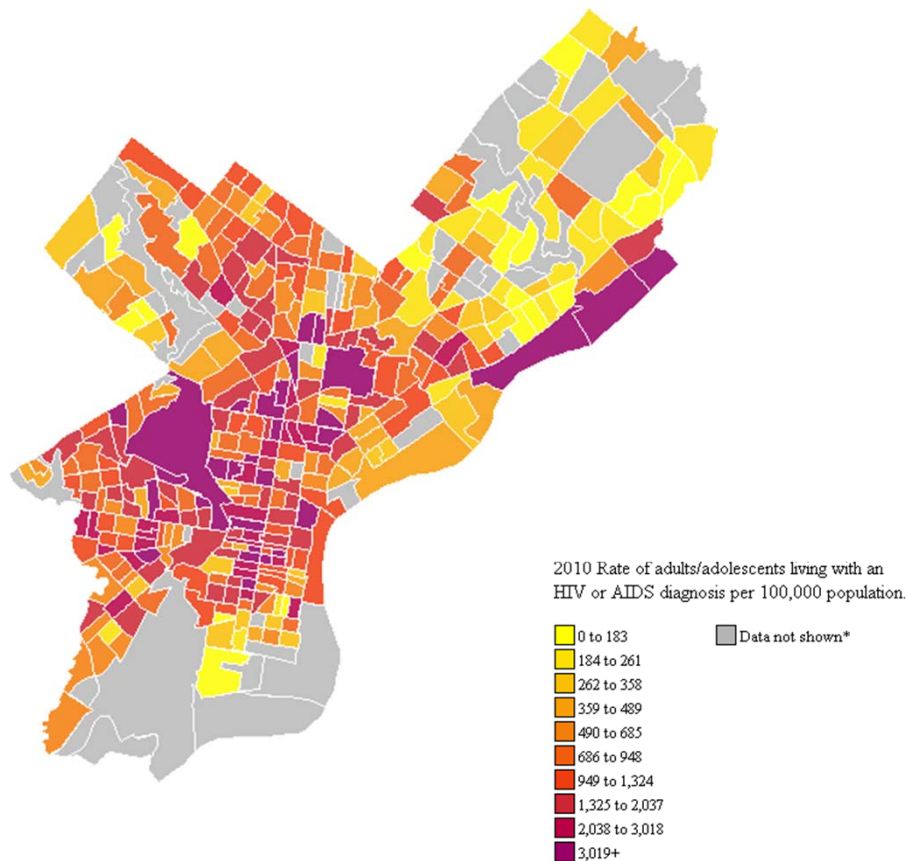 2010 Rate of adults/adolescents living with an
HIV or AIDS diagnosis per 100,000 population.
0 to 183
Data not shown*
184 to 261
262 to 358
359 to 489
490 to 685
686 to 948
949 to 1,324
1,325 to 2,037
2,038 to 3,018
3,019+